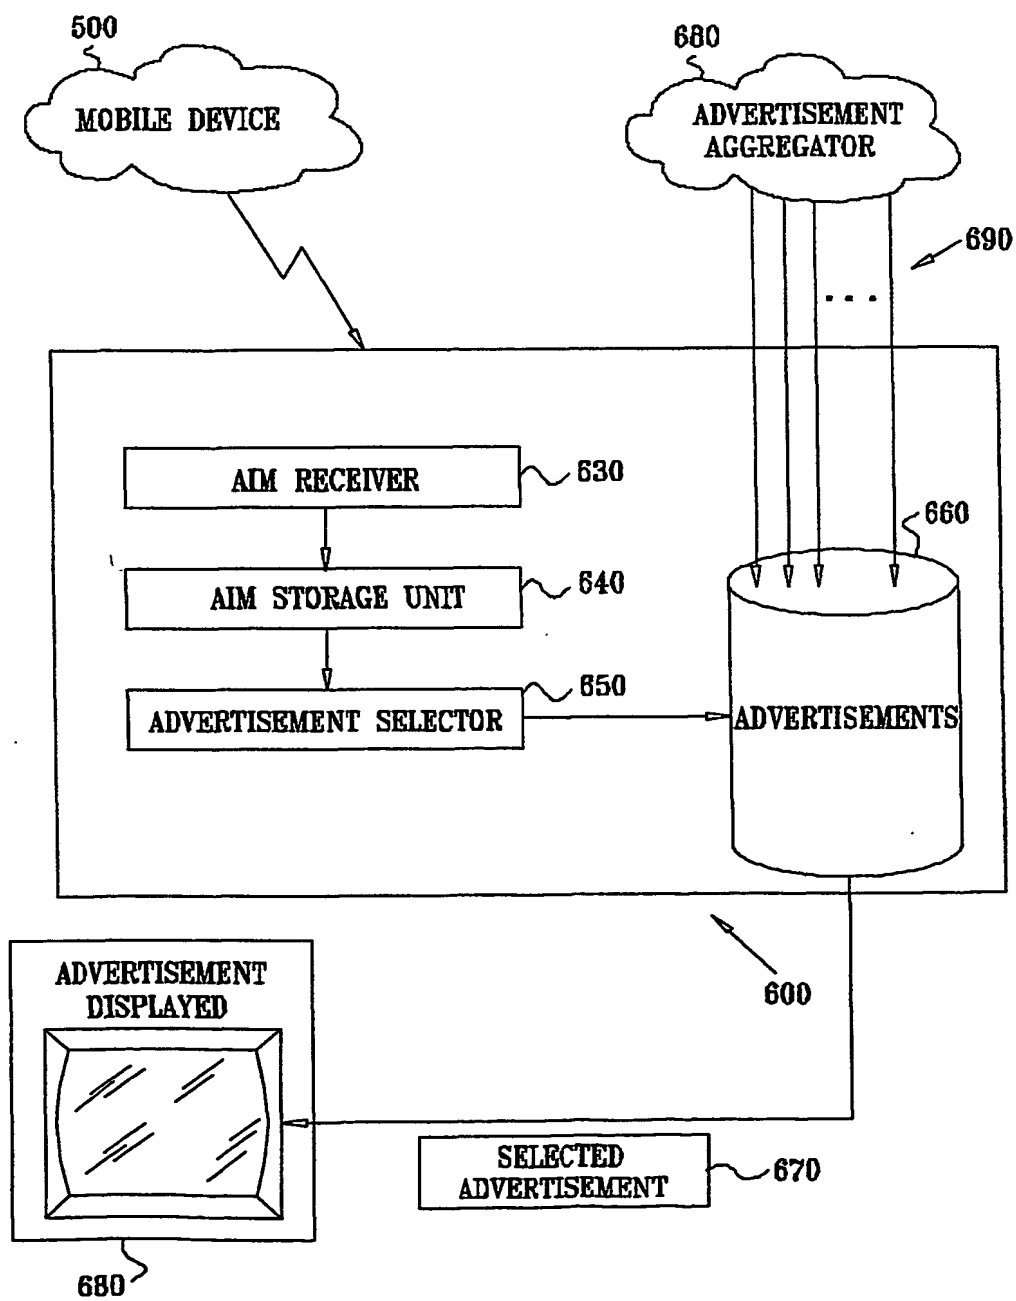 500
MOBILE DEVICE
680
ADVERTISEMENT
AGGREGATOR
690
...
AIM RECEIVER
630
660
AIM STORAGE UNIT
640
650
ADVERTISEMENT SELECTOR
ADVERTISEMENTS
600
ADVERTISEMENT
DISPLAYED
SELECTED
ADVERTISEMENT
670
680